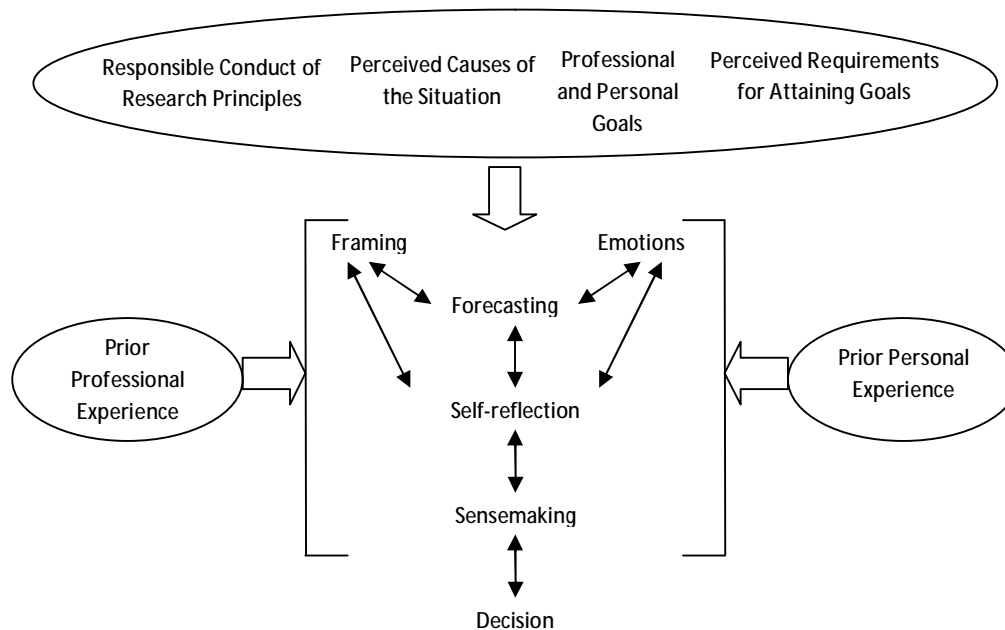 Responsible Conduct of
Research Principles
Perceived Causes of
the Situation
Professional
and Personal
Goals
Perceived Requirements
for Attaining Goals
Framing
Emotions
Forecasting
Prior
Professional
Experience
Prior Personal
Experience
Self-reflection
Sensemaking
Decision